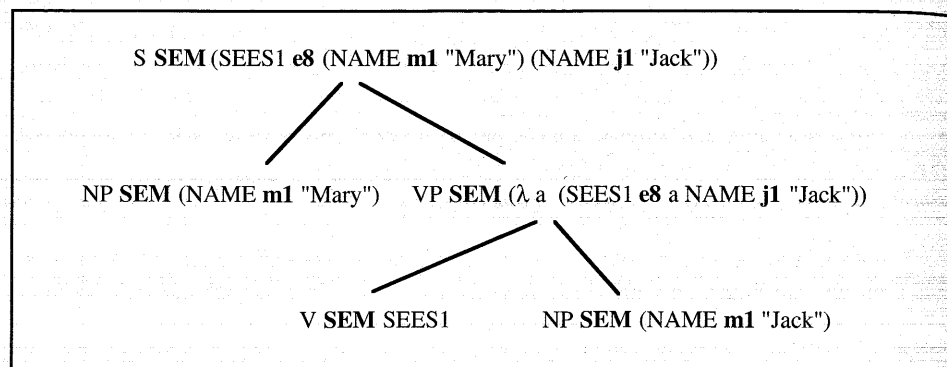 S SEM (SEES1 e8 (NAME m1 "Mary") (NAME j1 "Jack"))
NP SEM (NAME m1 "Mary") VP SEM (λ a (SEES1 e8 a NAME j1 "Jack"))
V SEM SEES1 NP SEM (NAME m1 "Jack")